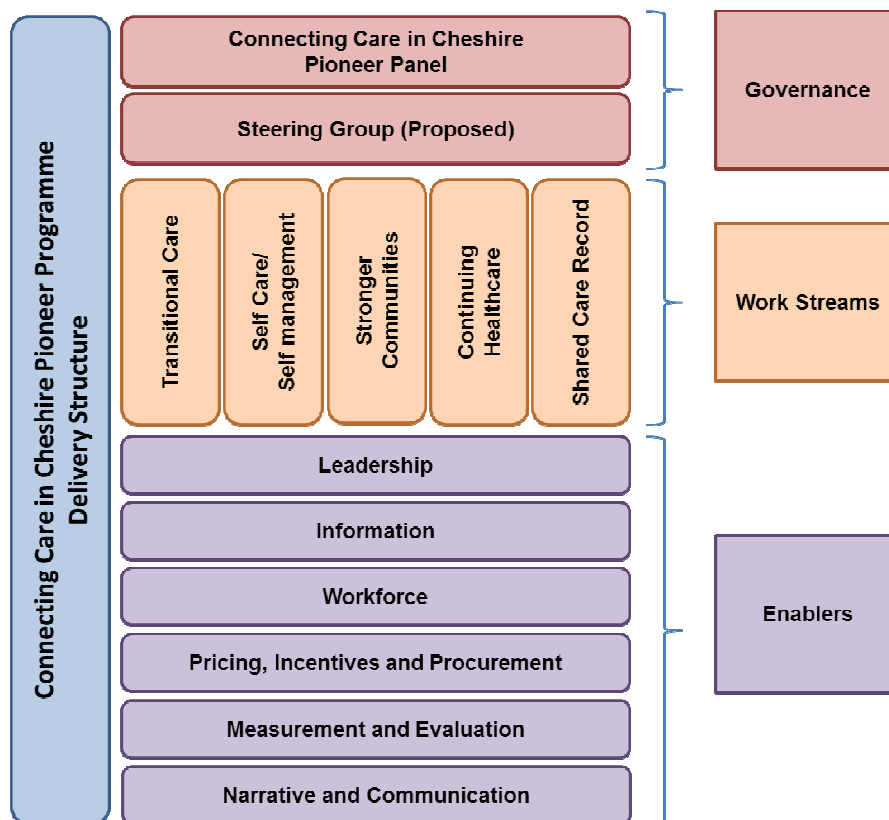 Connecting Care in Cheshire Pioneer Programme
Delivery Structure
Connecting Care in Cheshire
Pioneer Panel
Steering Group (Proposed)
Governance
Transitional Care
Self Care/
Self management
Stronger
Communities
Continuing
Healthcare
Shared Care Record
Work Streams
Leadership
Information
Workforce
Pricing, Incentives and Procurement
Measurement and Evaluation
Narrative and Communication
Enablers